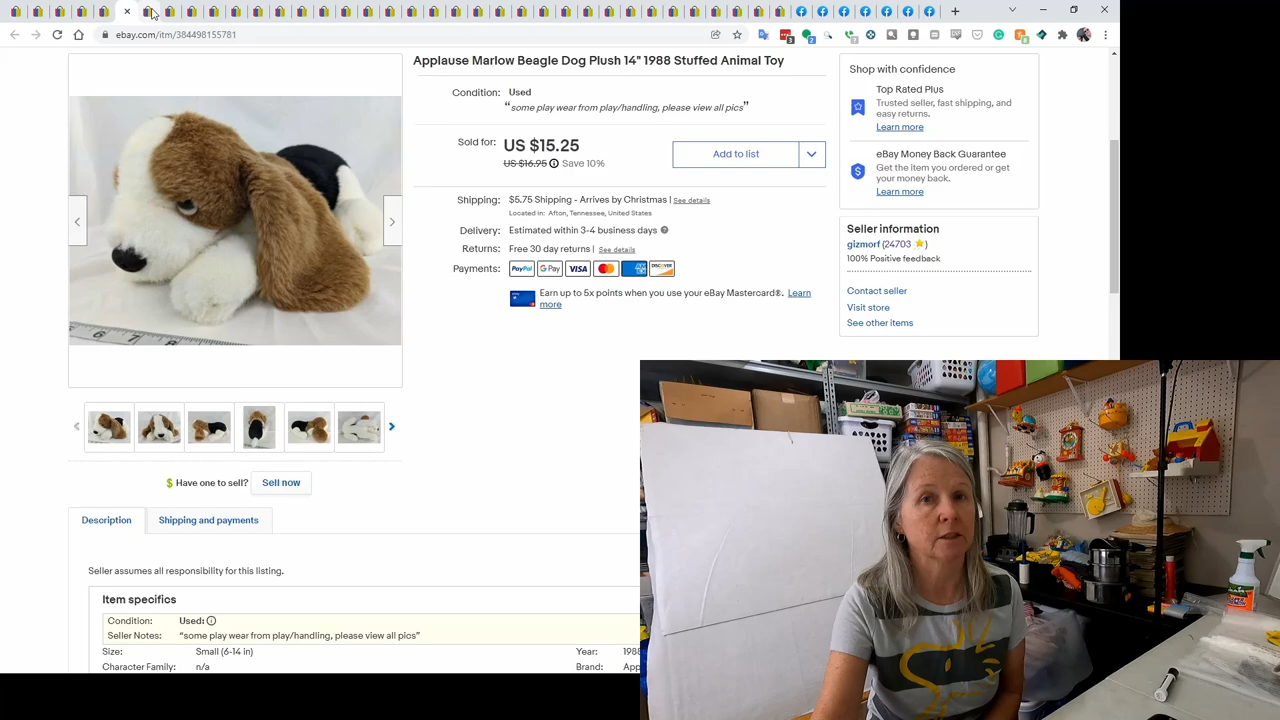 ebay.com/itm/384498155781
Applause Marlow Beagle Dog Plush 14" 1988 Stuffed Animal Toy
Condition: Used
“some play wear from play/handling, please view all pics”
Sold for: US $15.25
US $16.95 Save 10%
Add to list
Shipping: $5.75 Shipping - Arrives by Christmas | See details
Located in: Afton, Tennessee, United States
Delivery: Estimated within 3-4 business days
Returns: Free 30 day returns | See details
Payments: PayPal G Pay VISA DISCOVER
Earn up to 5x points when you use your eBay Mastercard®. Learn
more
Shop with confidence
Top Rated Plus
Trusted seller, fast shipping, and
easy returns.
Learn more
eBay Money Back Guarantee
Get the item you ordered or get
your money back.
Learn more
Seller information
gizmorf (24703 )
100% Positive feedback
Contact seller
Visit store
See other items
$ Have one to sell? Sell now
Description Shipping and payments
Seller assumes all responsibility for this listing.
Item specifics
Condition: Used:
Seller Notes: “some play wear from play/handling, please view all pics”
Size: Small (6-14 in) Year: 1988
Character Family: n/a Brand: App